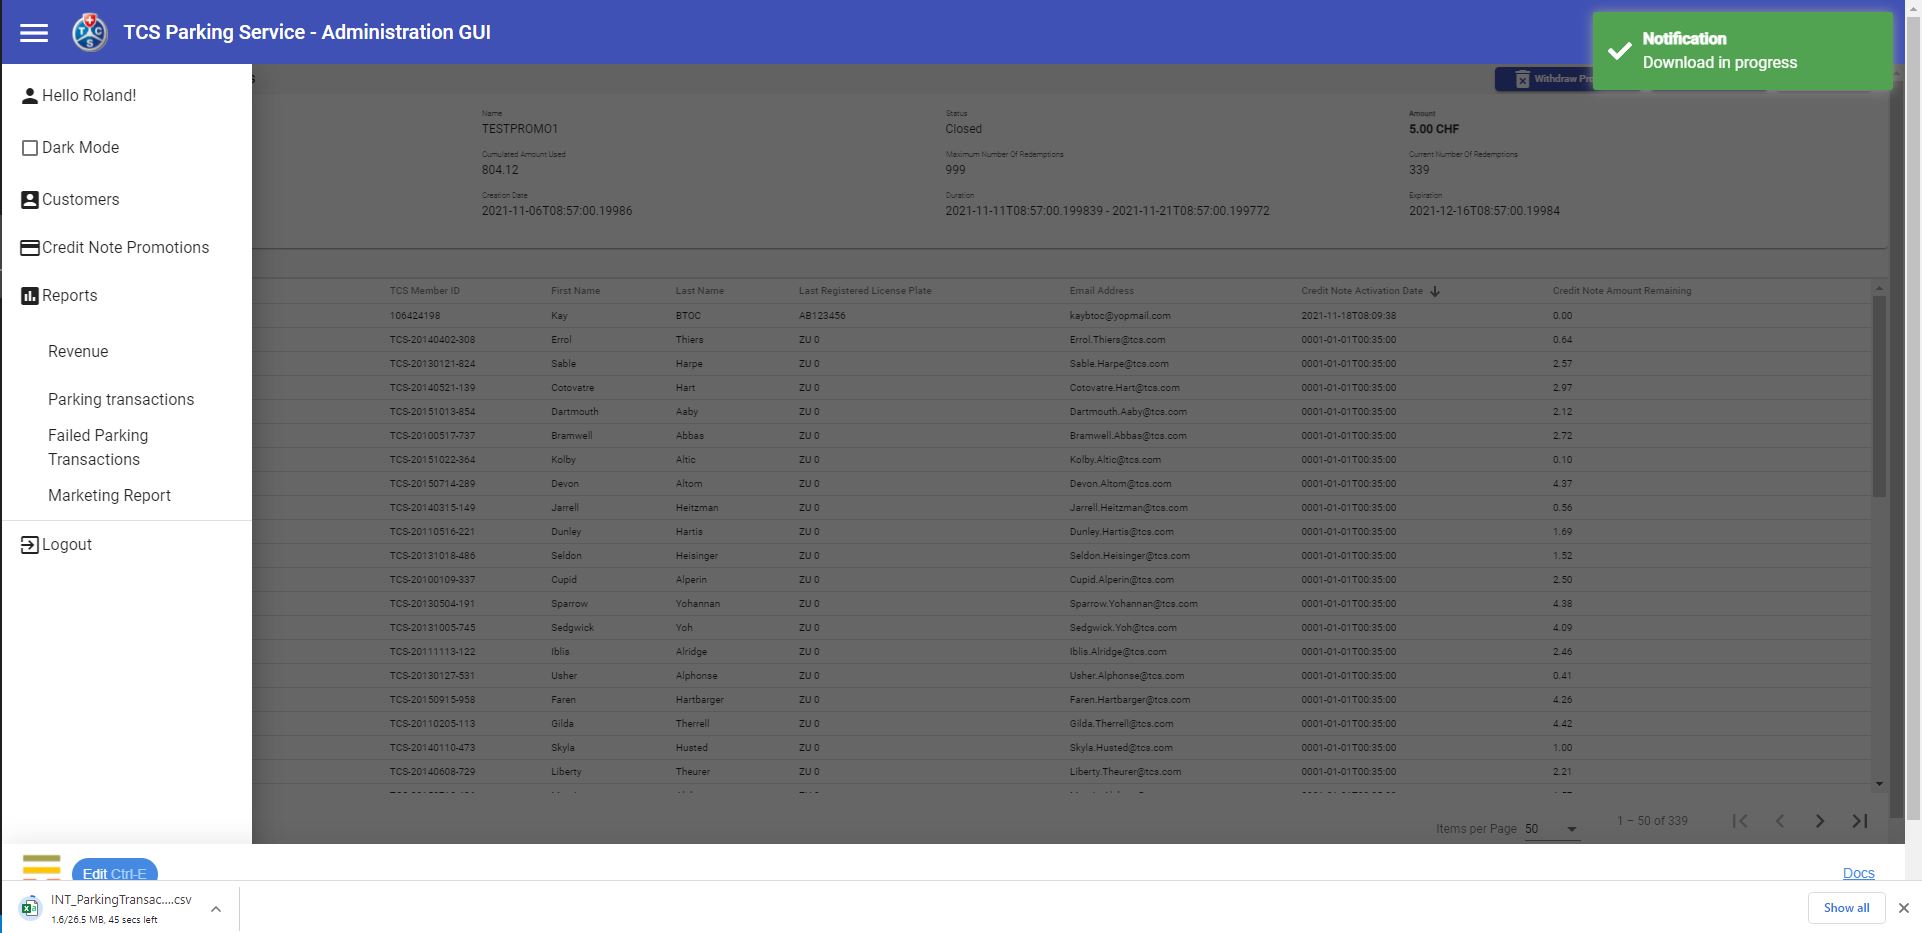 TCS Parking Service - Administration GUI
Notification
Download in progress
Hello Roland!
Dark Mode
Customers
Credit Note Promotions
Reports
Revenue
Parking transactions
Failed Parking
Transactions
Marketing Report
Logout
Withdraw
Name
TESTPROMO1
Status
Closed
Amount
5.00 CHF
Cumulated Amount Used
804.12
Maximum Number Of Redemptions
999
Current Number Of Redemptions
339
Creation Date
2021-11-06T08:57:00.19986
Duration
2021-11-11T08:57:00.199839 - 2021-11-21T08:57:00.199772
Expiration
2021-12-16T08:57:00.19984
TCS Member ID First Name Last Name Last Registered License Plate Email Address Credit Note Activation Date Credit Note Amount Remaining
106424198 Kay BTOC AB123456 kaybtoc@yopmail.com 2021-11-18T08:09:38 0.00
TCS-20140402-308 Errol Thiers ZU 0 Errol.Thiers@tcs.com 0001-01-01T00:35:00 0.64
TCS-20130121-824 Sable Harpe ZU 0 Sable.Harpe@tcs.com 0001-01-01T00:35:00 2.57
TCS-20140521-139 Cotovatre Hart ZU 0 Cotovatre.Hart@tcs.com 0001-01-01T00:35:00 2.97
TCS-20151013-854 Dartmouth Aaby ZU 0 Dartmouth.Aaby@tcs.com 0001-01-01T00:35:00 2.12
TCS-20100517-737 Bramwell Abbas ZU 0 Bramwell.Abbas@tcs.com 0001-01-01T00:35:00 2.72
TCS-20151022-364 Kolby Altic ZU 0 Kolby.Altic@tcs.com 0001-01-01T00:35:00 0.10
TCS-20150714-289 Devon Altom ZU 0 Devon.Altom@tcs.com 0001-01-01T00:35:00 4.37
TCS-20140315-149 Jarrell Heitzman ZU 0 Jarrell.Heitzman@tcs.com 0001-01-01T00:35:00 0.56
TCS-20110516-221 Dunley Hartis ZU 0 Dunley.Hartis@tcs.com 0001-01-01T00:35:00 1.69
TCS-20131018-486 Seldon Heisinger ZU 0 Seldon.Heisinger@tcs.com 0001-01-01T00:35:00 1.52
TCS-20100109-337 Cupid Alperin ZU 0 Cupid.Alperin@tcs.com 0001-01-01T00:35:00 2.50
TCS-20130504-191 Sparrow Yohannan ZU 0 Sparrow.Yohannan@tcs.com 0001-01-01T00:35:00 4.38
TCS-20131005-745 Sedgwick Yoh ZU 0 Sedgwick.Yoh@tcs.com 0001-01-01T00:35:00 4.09
TCS-20111113-122 Iblis Alridge ZU 0 Iblis.Alridge@tcs.com 0001-01-01T00:35:00 2.46
TCS-20130127-531 Usher Alphonse ZU 0 Usher.Alphonse@tcs.com 0001-01-01T00:35:00 0.41
TCS-20150915-958 Faren Hartbarger ZU 0 Faren.Hartbarger@tcs.com 0001-01-01T00:35:00 4.26
TCS-20110205-113 Gilda Therrell ZU 0 Gilda.Therrell@tcs.com 0001-01-01T00:35:00 4.42
TCS-20140110-473 Skyla Husted ZU 0 Skyla.Husted@tcs.com 0001-01-01T00:35:00 1.00
TCS-20140608-729 Liberty Theurer ZU 0 Liberty.Theurer@tcs.com 0001-01-01T00:35:00 2.21
Items per Page 50 1 – 50 of 339
Edit Ctrl-E
Docs
INT_ParkingTransac....csv
1.6/26.5 MB, 45 secs left
Show all